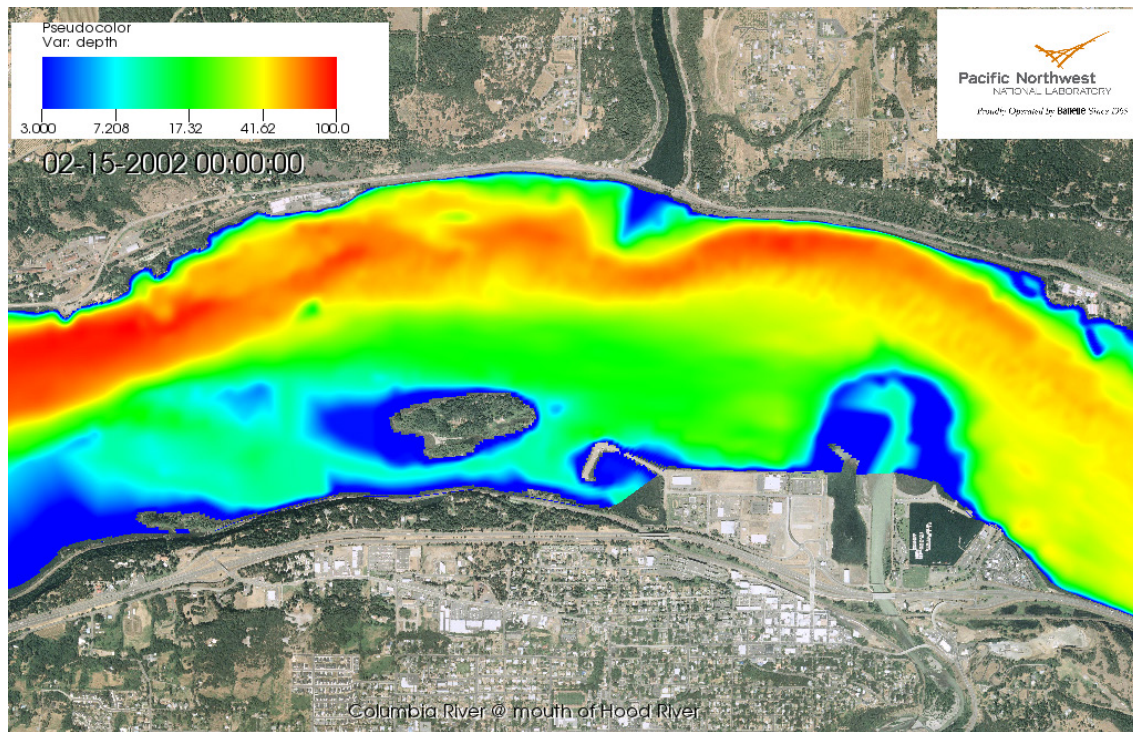 Pseudocolor
Var: depth
3.000 7.208 17.32 41.62 100.0
02-15-2002 00:00:00
Pacific Northwest
NATIONAL LABORATORY
Proudly Operated by Battelle Since 1965
Columbia River @ mouth of Hood River